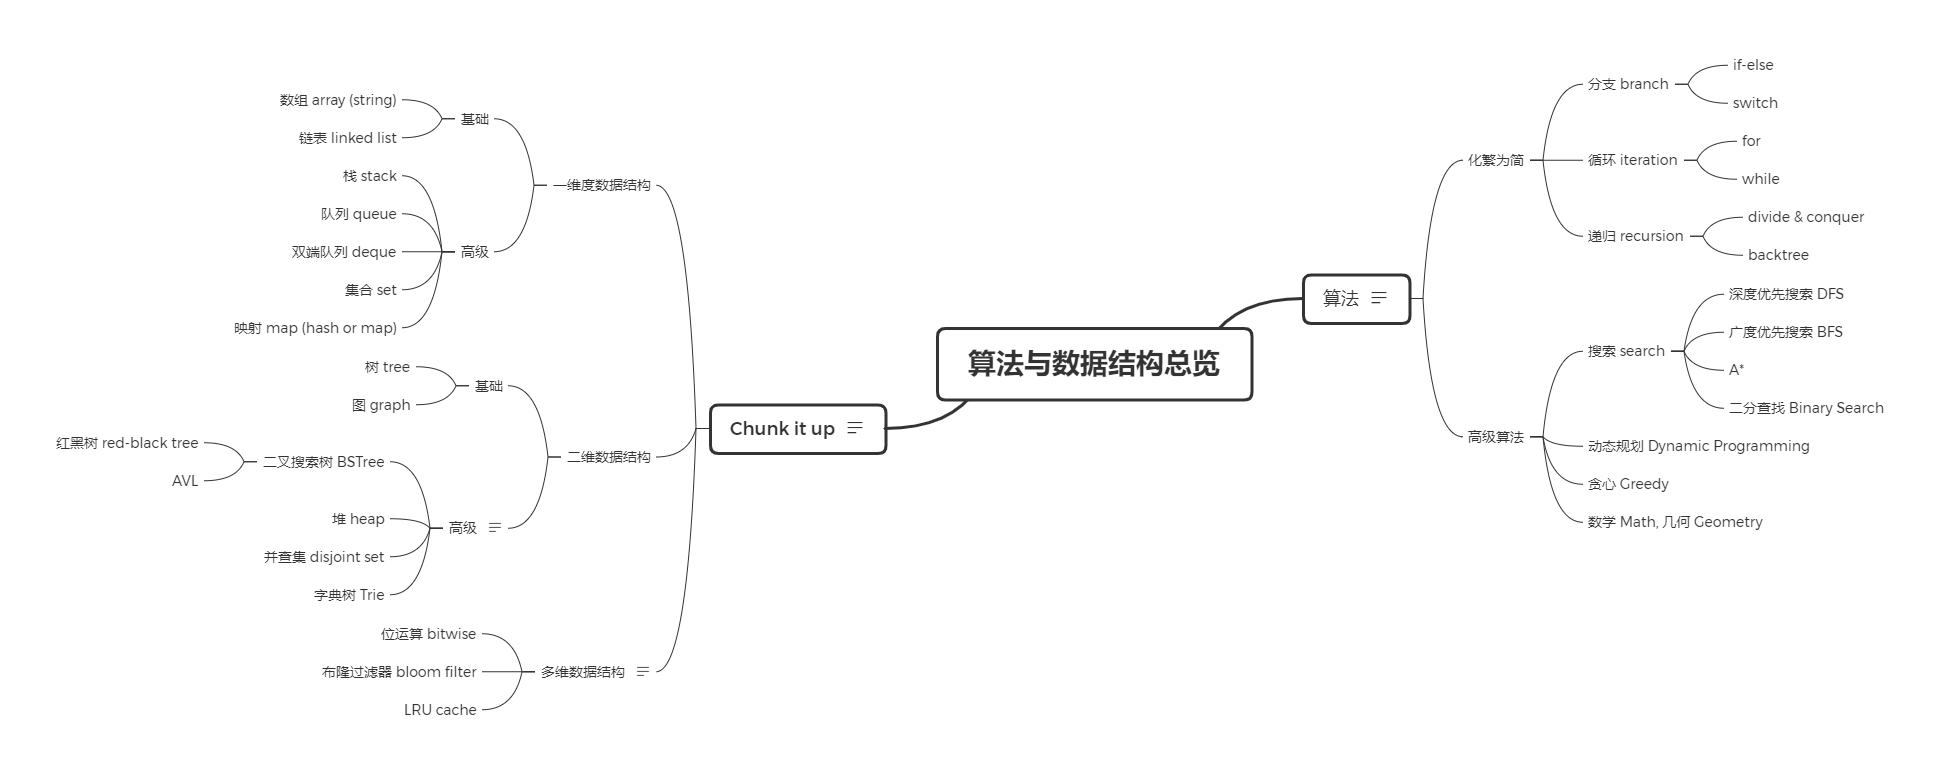 算法与数据结构总览
算法
化繁为简
分支 branch
if-else
switch
循环 iteration
for
while
递归 recursion
divide & conquer
backtree
高级算法
搜索 search
深度优先搜索 DFS
广度优先搜索 BFS
A*
二分查找 Binary Search
动态规划 Dynamic Programming
贪心 Greedy
数学 Math, 几何 Geometry
Chunk it up
一维度数据结构
基础
数组 array (string)
链表 linked list
高级
栈 stack
队列 queue
双端队列 deque
集合 set
映射 map (hash or map)
二维数据结构
基础
树 tree
图 graph
高级
二叉搜索树 BSTree
红黑树 red-black tree
AVL
堆 heap
并查集 disjoint set
字典树 Trie
多维数据结构
位运算 bitwise
布隆过滤器 bloom filter
LRU cache